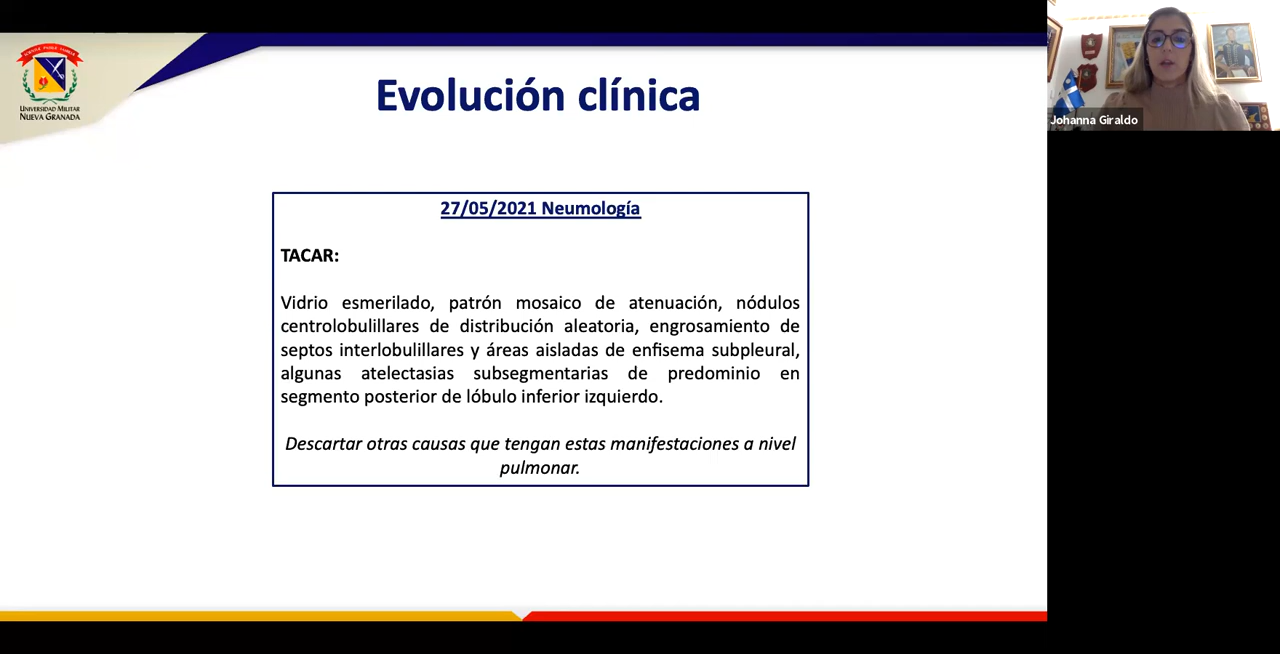 UNIVERSIDAD MILITAR
NUEVA GRANADA
Evolución clínica
Johanna Giraldo
27/05/2021 Neumología
TACAR:
Vidrio esmerilado, patrón mosaico de atenuación, nódulos
centrolobulillares de distribución aleatoria, engrosamiento de
septos interlobulillares y áreas aisladas de enfisema subpleural,
algunas atelectasias subsegmentarias de predominio en
segmento posterior de lóbulo inferior izquierdo.
Descartar otras causas que tengan estas manifestaciones a nivel
pulmonar.